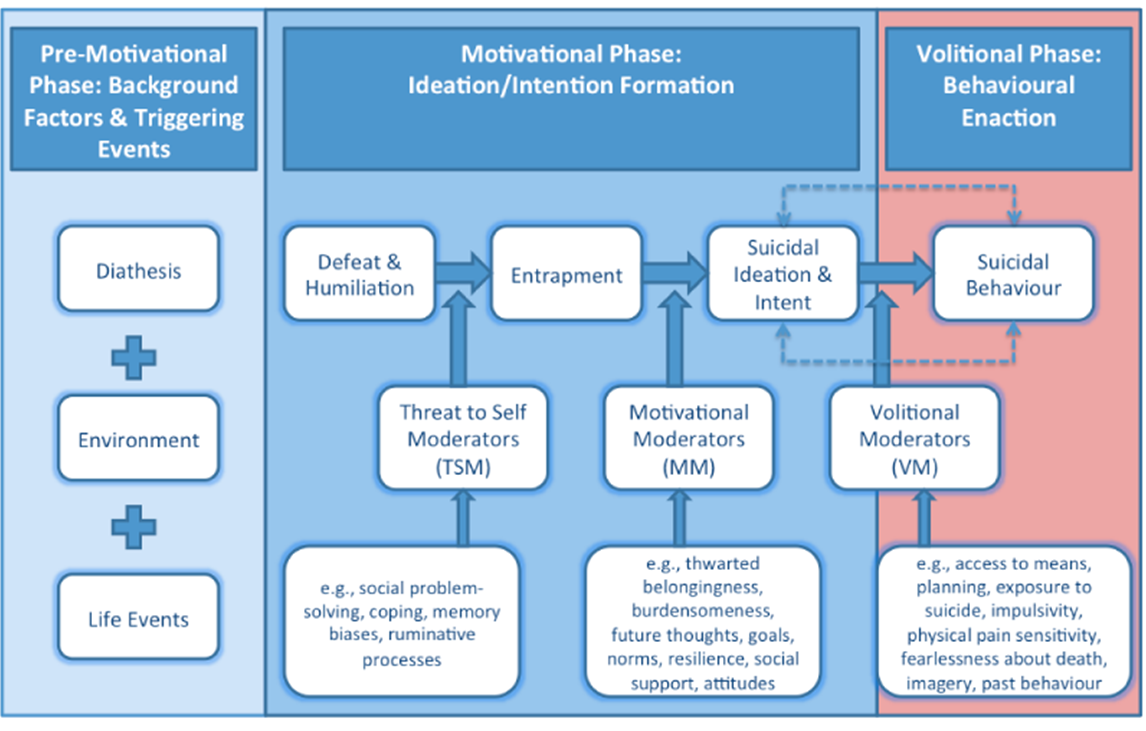 Pre-Motivational
Phase: Background
Factors & Triggering
Events
Motivational Phase:
Ideation/Intention Formation
Volitional Phase:
Behavioural
Enaction
Diathesis
Environment
Life Events
Defeat &
Humiliation
Entrapment
Suicidal
Ideation &
Intent
Suicidal
Behaviour
Threat to Self
Moderators
(TSM)
Motivational
Moderators
(MM)
Volitional
Moderators
(VM)
e.g., social problem-
solving, coping, memory
biases, ruminative
processes
e.g., thwarted
belongingness,
burdensomeness,
future thoughts, goals,
norms, resilience, social
support, attitudes
e.g., access to means,
planning, exposure to
suicide, impulsivity,
physical pain sensitivity,
fearlessness about death,
imagery, past behaviour